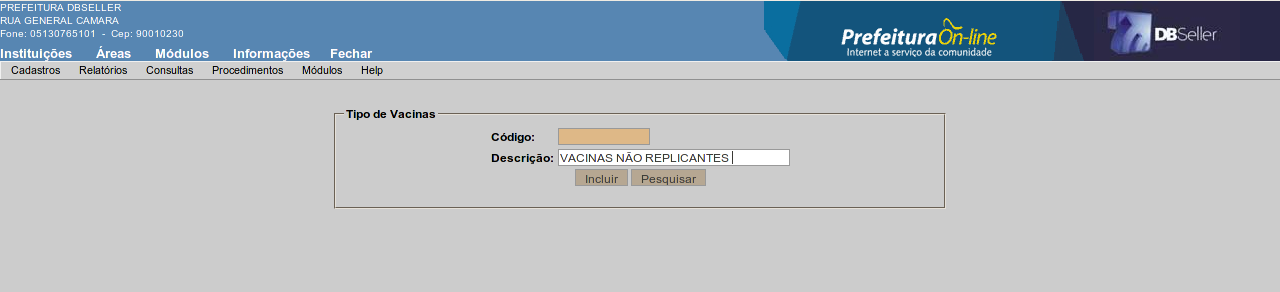 PREFEITURA DBSELLER
RUA GENERAL CAMARA
Fone: 05130765101 - Cep: 90010230
PrefeituraOn-line
Internet a serviço da comunidade
DBSeller
Instituições Áreas Módulos Informações Fechar
Cadastros Relatórios Consultas Procedimentos Módulos Help
Tipo de Vacinas
Código:
Descrição: VACINAS NÃO REPLICANTES
Incluir Pesquisar